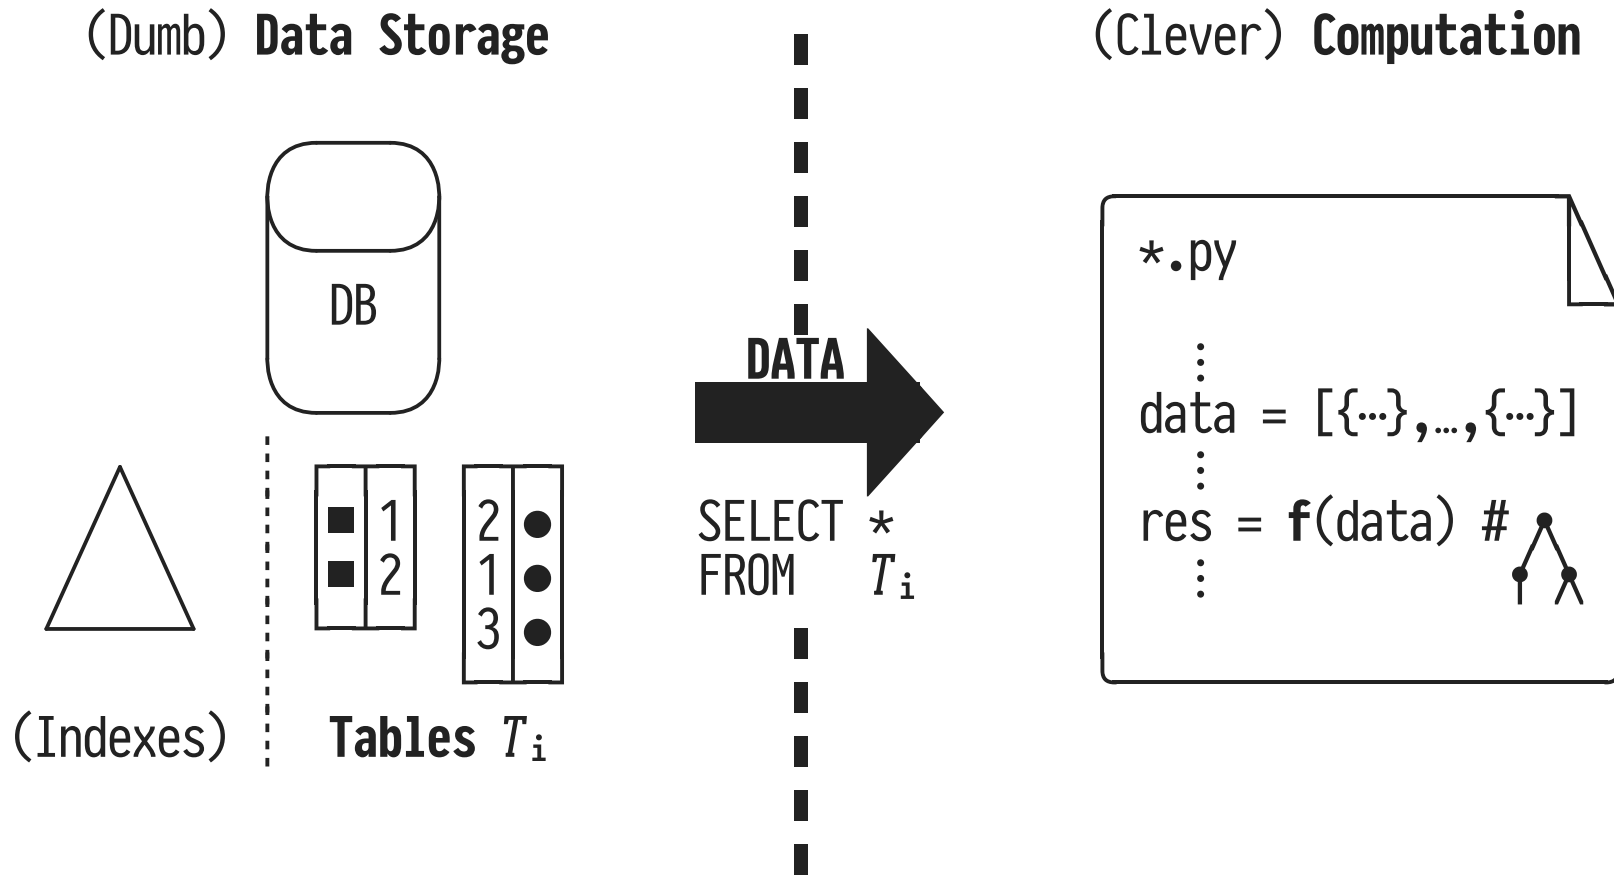 (Dumb) Data Storage
(Clever) Computation
DB
1
2
2
1
3
(Indexes)
Tables Ti
DATA
SELECT *
FROM Ti
*.py
⋮
data = [{⋯},…,{⋯}]
⋮
res = f(data) #
⋮